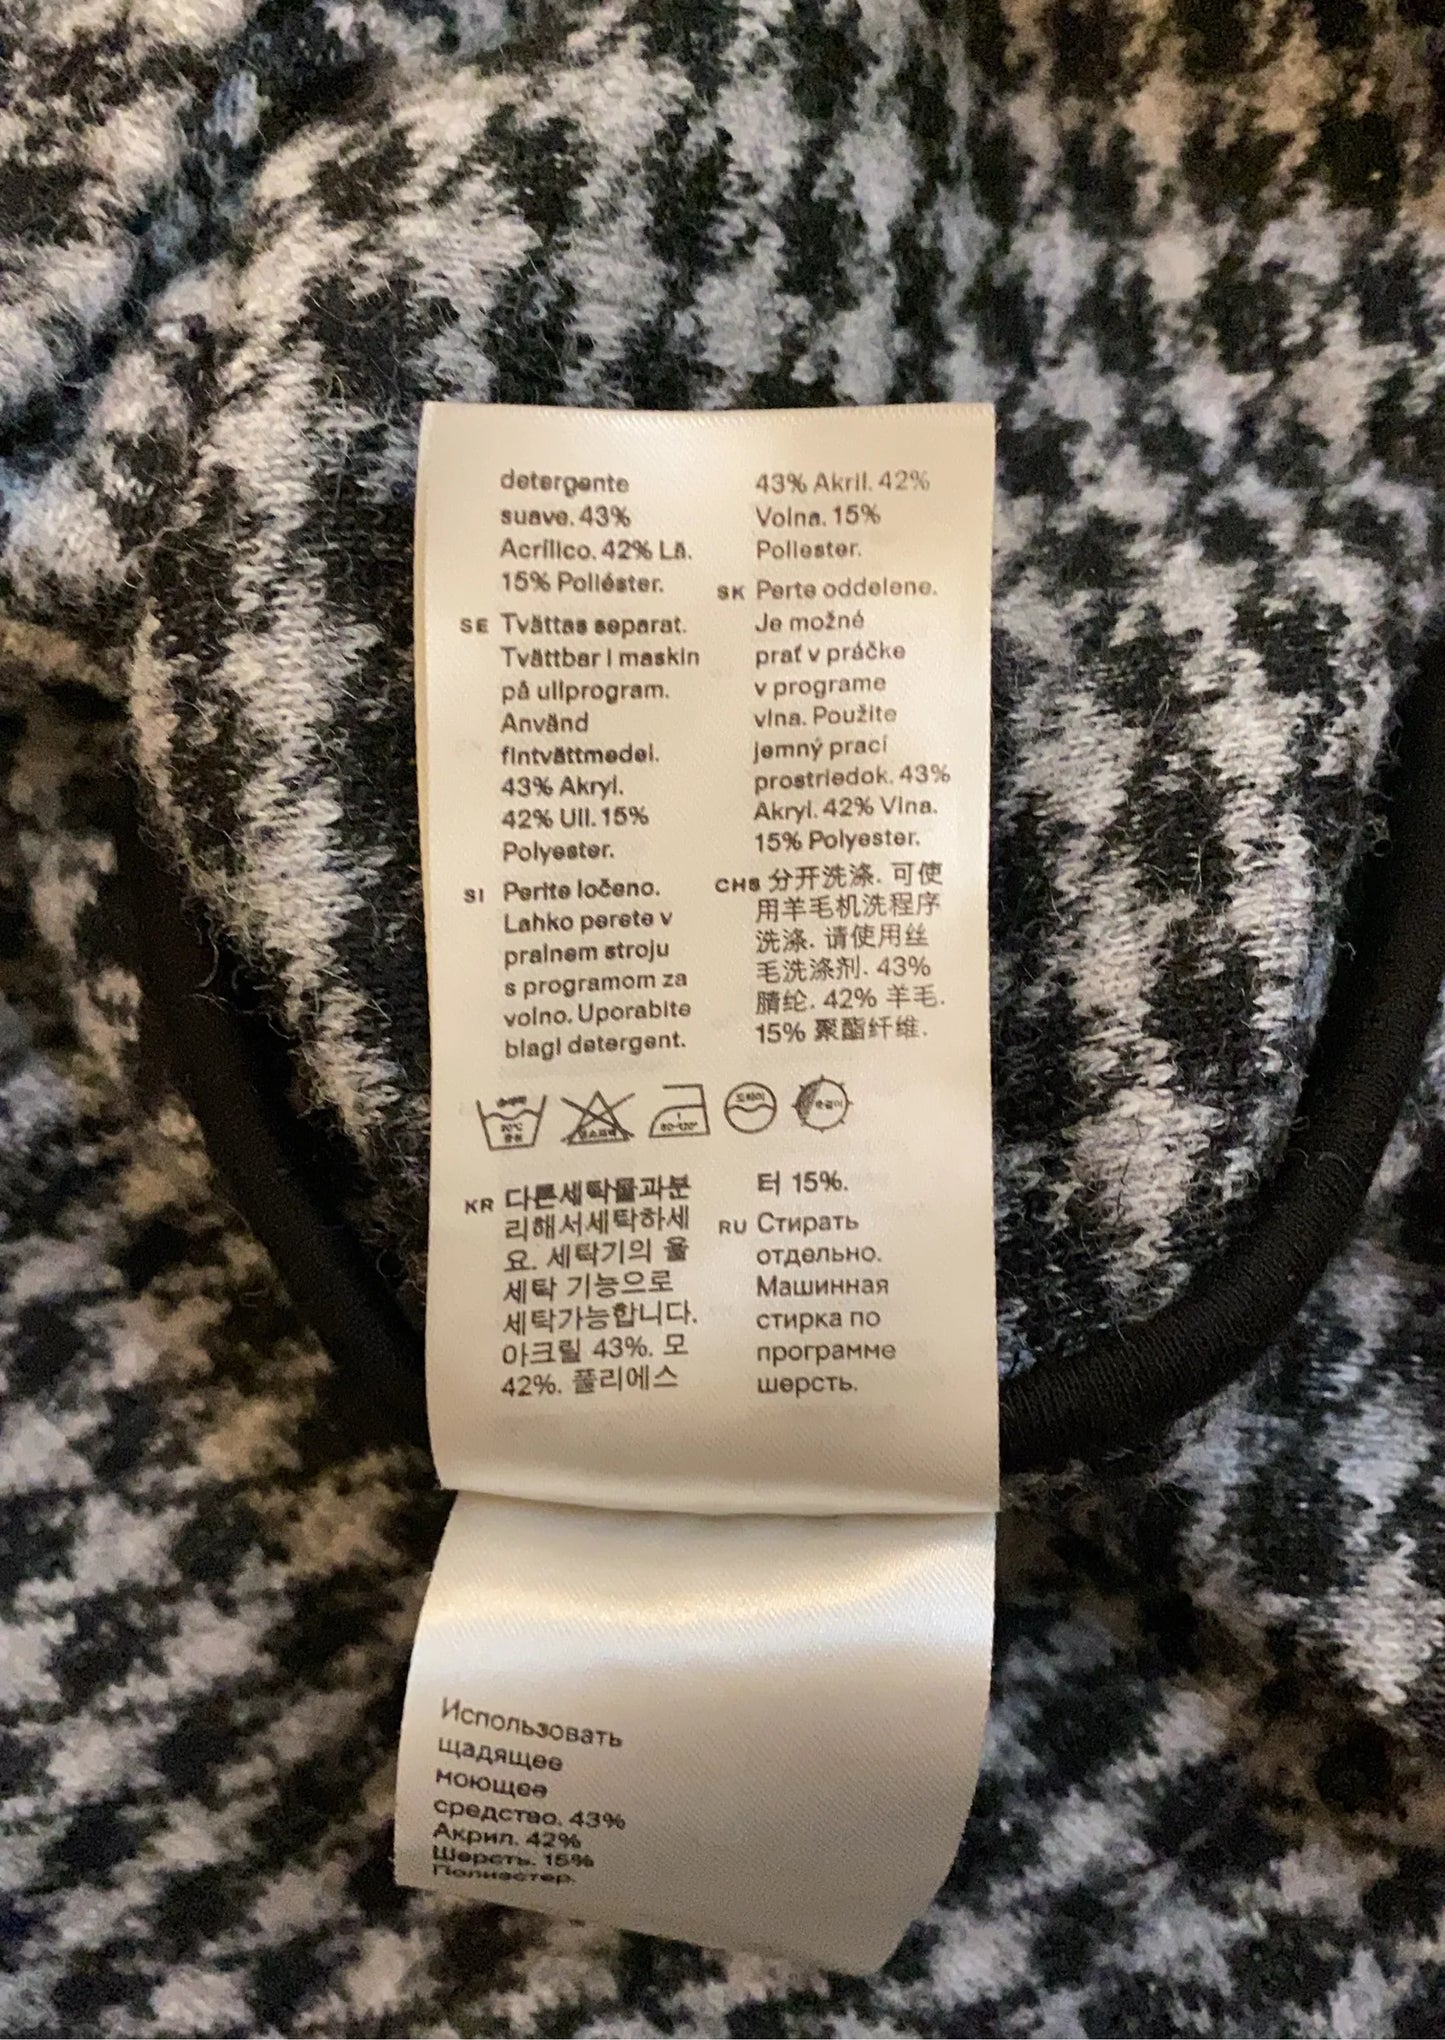 detergente
suave. 43%
Acrílico. 42% Lã.
15% Poliéster.
SE Tvättas separat.
Tvättbar i maskin
på ullprogram.
Använd
fintvättmedel.
43% Akryl.
42% Ull. 15%
Polyester.
SI Perite ločeno.
Lahko perete v
pralnem stroju
s programom za
volno. Uporabite
blagi detergent.
43% Akril. 42%
Volna. 15%
Poliester.
SK Perte oddelene.
Je možné
prať v práčke
v programe
vlna. Použite
jemný prací
prostriedok. 43%
Akryl. 42% Vlna.
15% Polyester.
CHS 分开洗涤. 可使
用羊毛机洗程序
洗涤. 请使用丝
毛洗涤剂. 43%
腈纶. 42% 羊毛.
15% 聚酯纤维.
30℃
80-120°
드라이
KR 다른세탁물과분
리해서세탁하세
요. 세탁기의 울
세탁 기능으로
세탁가능합니다.
아크릴 43%. 모
42%. 폴리에스
터 15%.
RU Стирать
отдельно.
Машинная
стирка по
программе
шерсть.
Использовать
щадящее
моющее
средство. 43%
Акрил. 42%
Шерсть. 15%
Полиэстер.